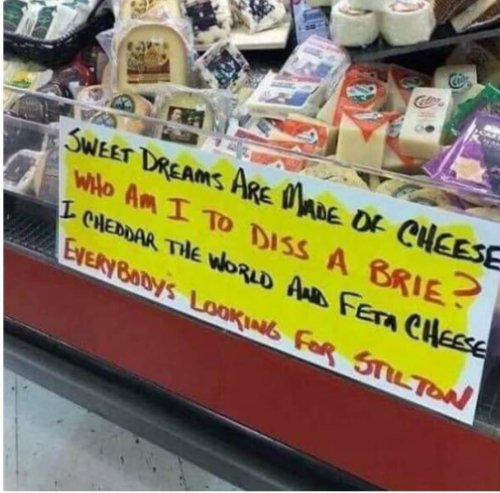 SWEET DREAMS ARE MADE OF CHEESE
WHO AM I TO DISS A BRIE?
I CHEDDAR THE WORLD AND FETA CHEESE
EVERYBODY'S LOOKING FOR STILTON